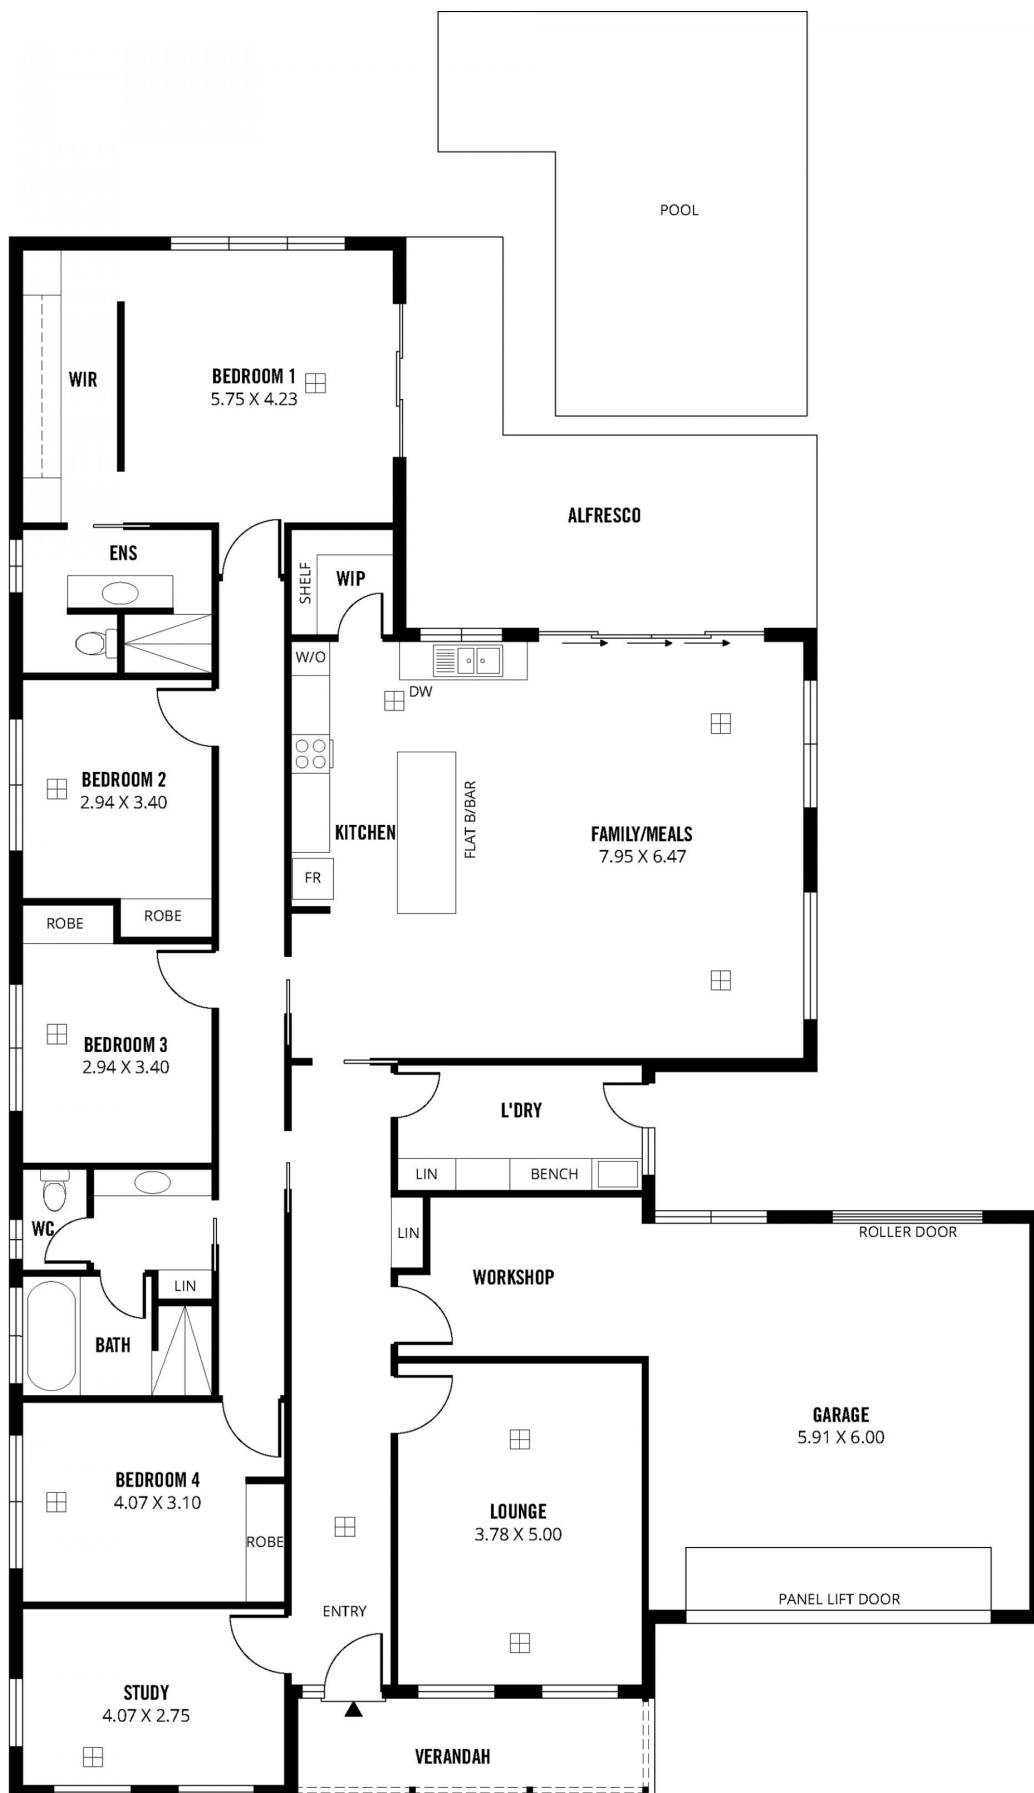 POOL
WIR
BEDROOM 1
5.75 X 4.23
ALFRESCO
ENS
SHELF
WIP
W/O
DW
BEDROOM 2
2.94 X 3.40
KITCHEN
FLAT B/BAR
FAMILY/MEALS
7.95 X 6.47
FR
ROBE
ROBE
BEDROOM 3
2.94 X 3.40
L'DRY
LIN
BENCH
WC
LIN
ROLLER DOOR
WORKSHOP
LIN
BATH
GARAGE
5.91 X 6.00
BEDROOM 4
4.07 X 3.10
ROBE
LOUNGE
3.78 X 5.00
PANEL LIFT DOOR
ENTRY
STUDY
4.07 X 2.75
VERANDAH